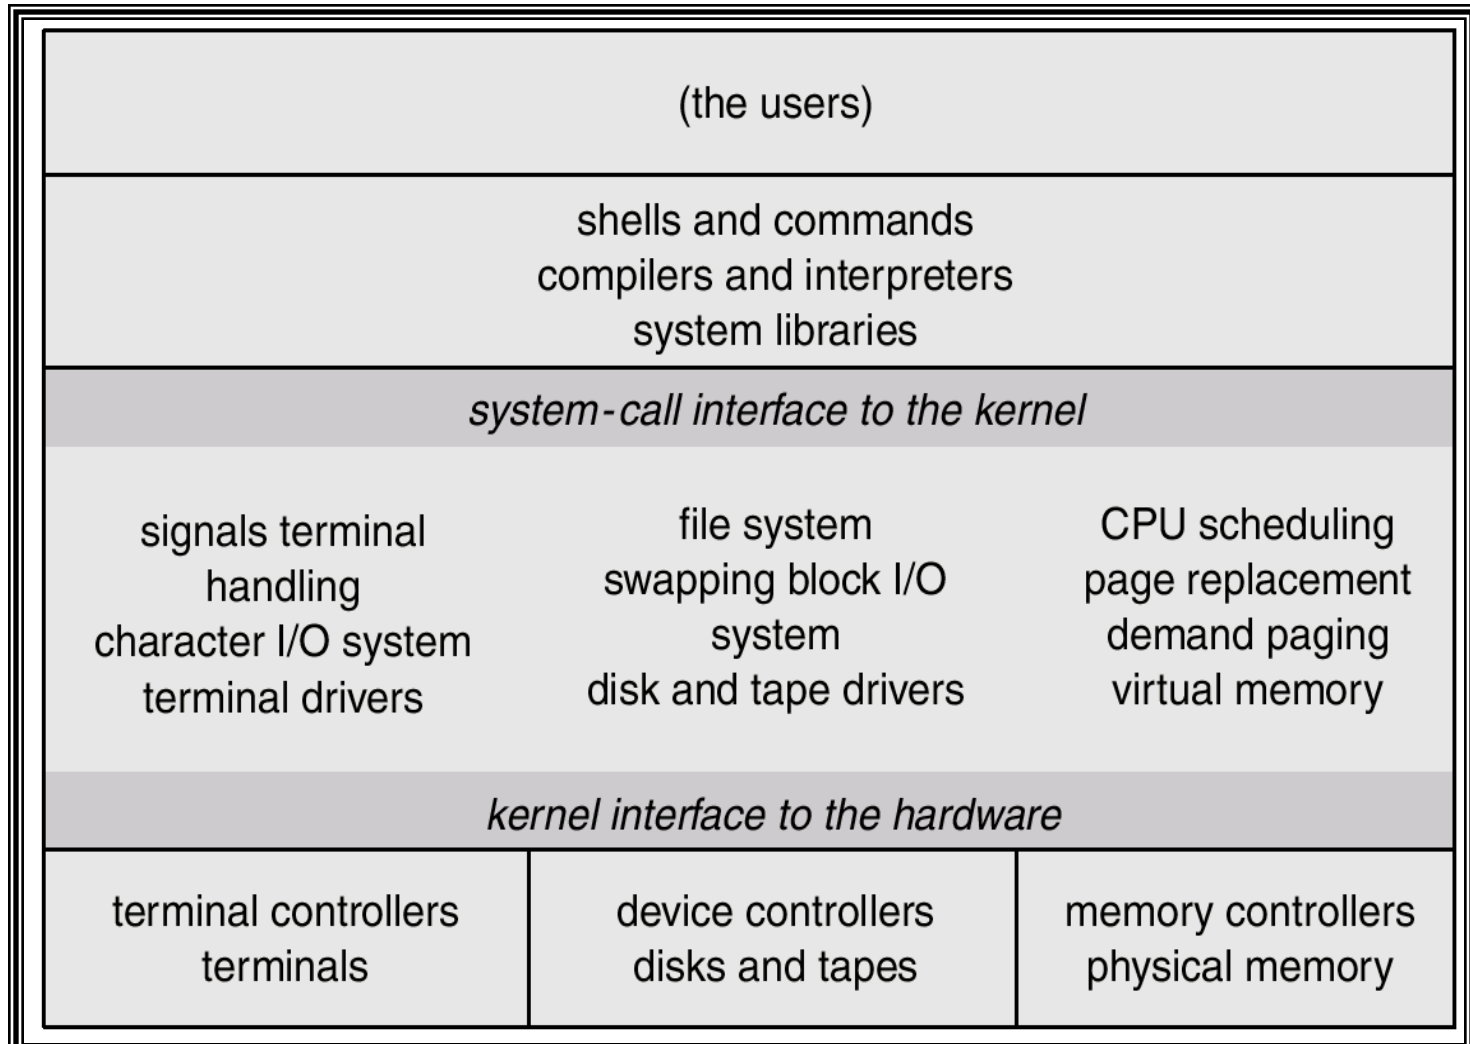 (the users)
shells and commands
compilers and interpreters
system libraries
system-call interface to the kernel
signals terminal
handling
character I/O system
terminal drivers
file system
swapping block I/O
system
disk and tape drivers
CPU scheduling
page replacement
demand paging
virtual memory
kernel interface to the hardware
terminal controllers
terminals
device controllers
disks and tapes
memory controllers
physical memory